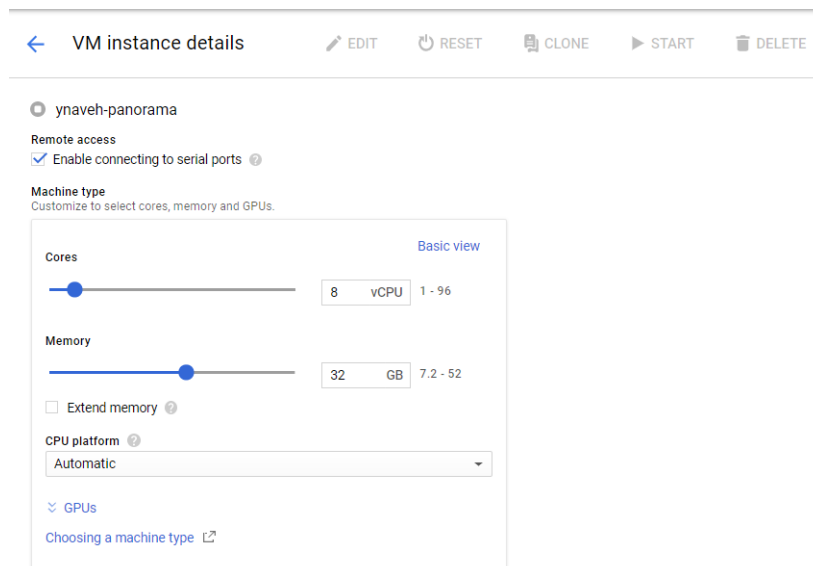 VM instance details EDIT RESET CLONE START DELETE
ynaveh-panorama
Remote access
Enable connecting to serial ports ?
Machine type
Customize to select cores, memory and GPUs.
Basic view
Cores
8 vCPU 1 - 96
Memory
32 GB 7.2 - 52
Extend memory ?
CPU platform ?
Automatic
GPUs
Choosing a machine type